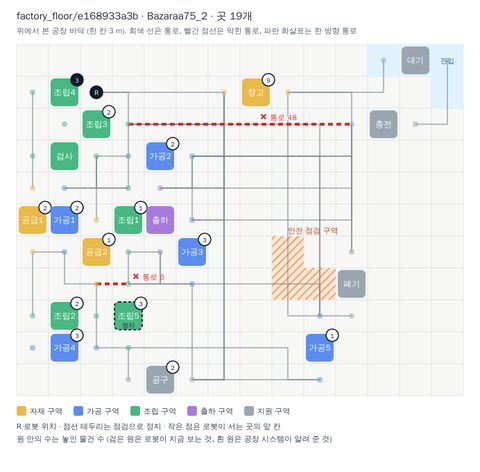 factory_floor/e168933a3b · Bazaraa75_2 · 곳 19개
위에서 본 공장 바닥 (한 칸 3 m). 회색 선은 통로, 빨간 점선은 막힌 통로, 파란 화살표는 한 방향 통로
대기
전입
조립4
3
R
창고
9
조립3
2
✖ 통로 48
충전
검사
가공2
2
공급1
2
가공1
2
조립1
1
출하
안전 점검 구역
공급2
1
가공3
3
✖ 통로 6
폐기
조립2
2
조립5
3
정지
가공4
3
가공5
1
공구
2
자재 구역
가공 구역
조립 구역
출하 구역
지원 구역
R 로봇 위치 · 점선 테두리는 점검으로 정지 · 작은 점은 로봇이 서는 곳의 앞 칸
원 안의 수는 놓인 물건 수 (검은 원은 로봇이 지금 보는 것, 흰 원은 공장 시스템이 알려 준 것)